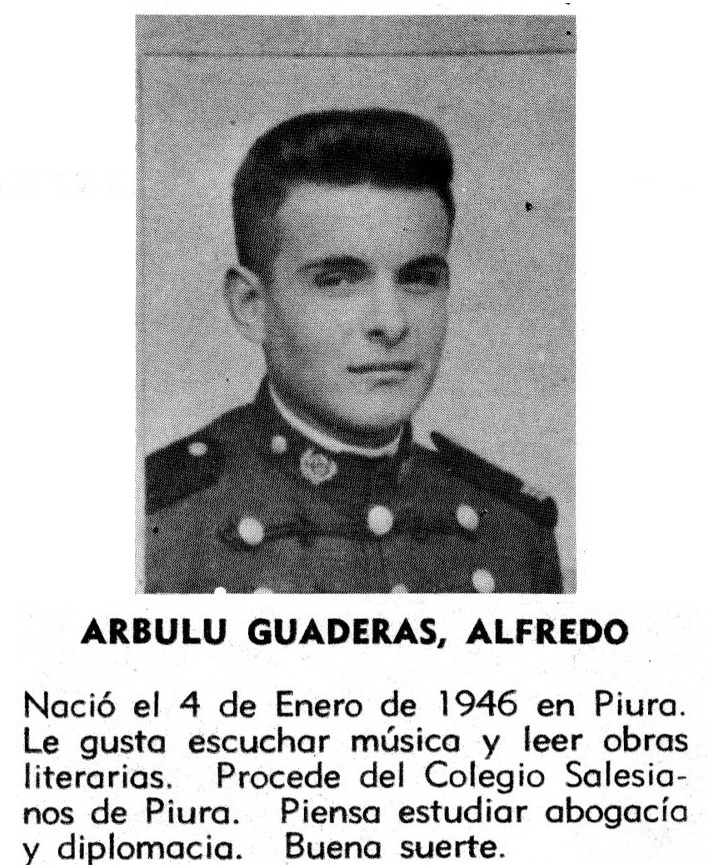 ARBULU GUADERAS, ALFREDO
Nació el 4 de Enero de 1946 en Piura.
Le gusta escuchar música y leer obras
literarias. Procede del Colegio Salesia-
nos de Piura. Piensa estudiar abogacía
y diplomacia. Buena suerte.